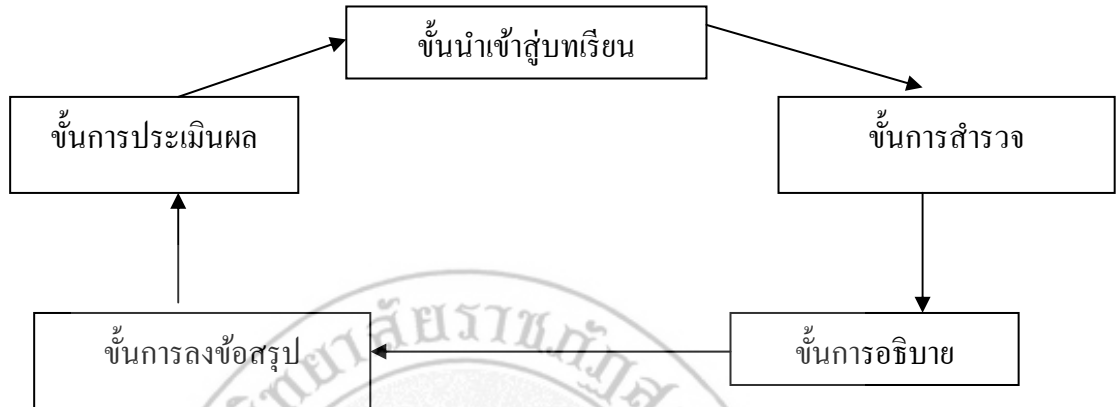 ขั้นนำเข้าสู่บทเรียน
ขั้นการประเมินผล
ขั้นการสำรวจ
ขั้นการลงข้อสรุป
ขั้นการอธิบาย